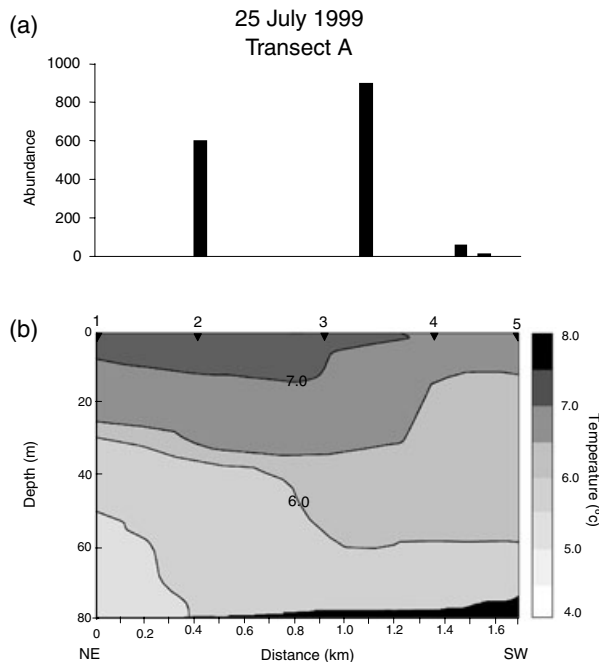 25 July 1999
Transect A
(a)
1000
800
600
400
200
0
Abundance
(b)
1 2 3 4 5
0
20
40
60
80
Depth (m)
7.0
6.0
8.0
7.0
6.0
5.0
4.0
Temperature (ºc)
0 0.2 0.4 0.6 0.8 1.0 1.2 1.4 1.6
NE Distance (km) SW